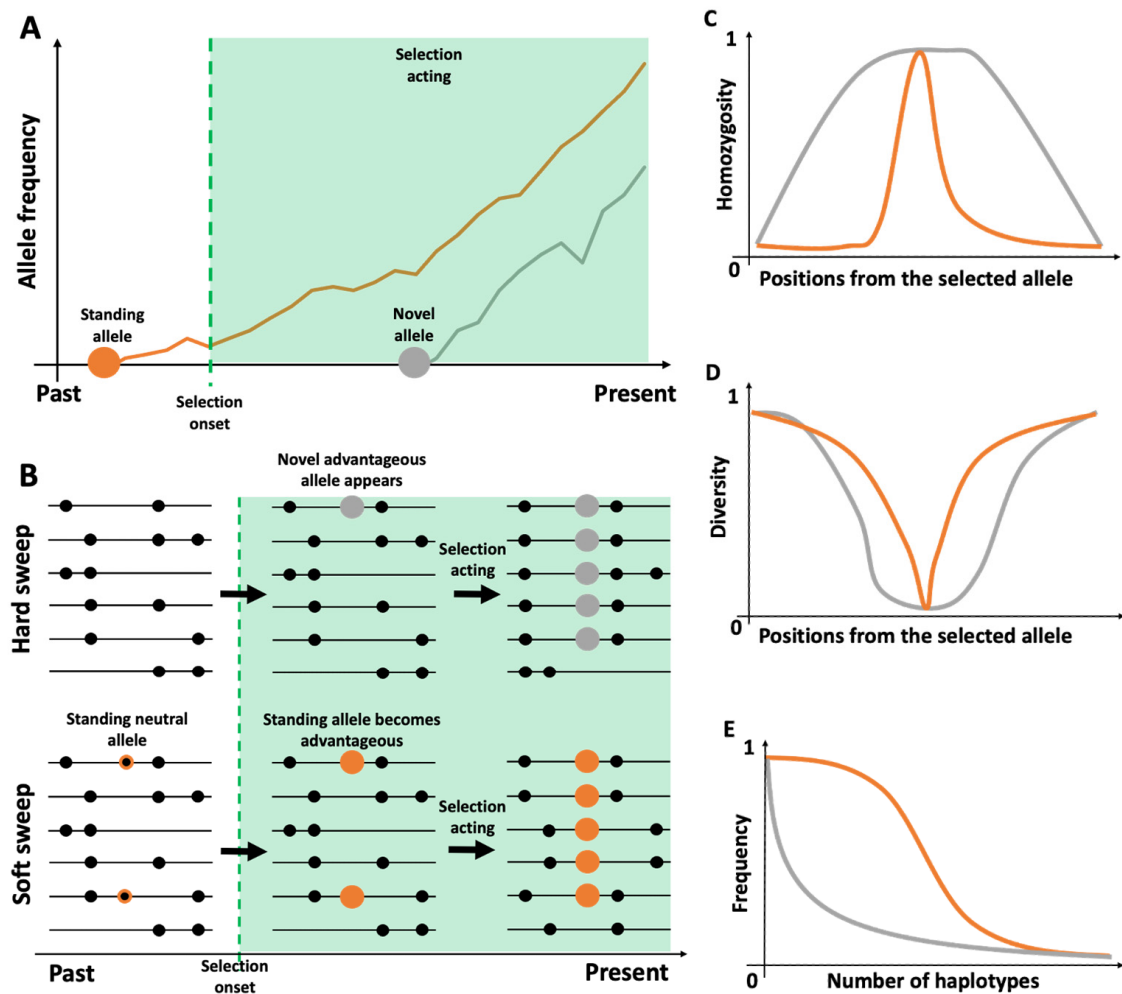 A
Allele frequency
Selection
acting
Standing
allele
Novel
allele
Past
Selection
onset
Present
B
Hard sweep
Novel advantageous
allele appears
Selection
acting
Soft sweep
Standing neutral
allele
Standing allele becomes
advantageous
Selection
acting
Past
Selection
onset
Present
C
1
Homozygosity
0
Positions from the selected allele
D
1
Diversity
0
Positions from the selected allele
E
1
Frequency
0
Number of haplotypes